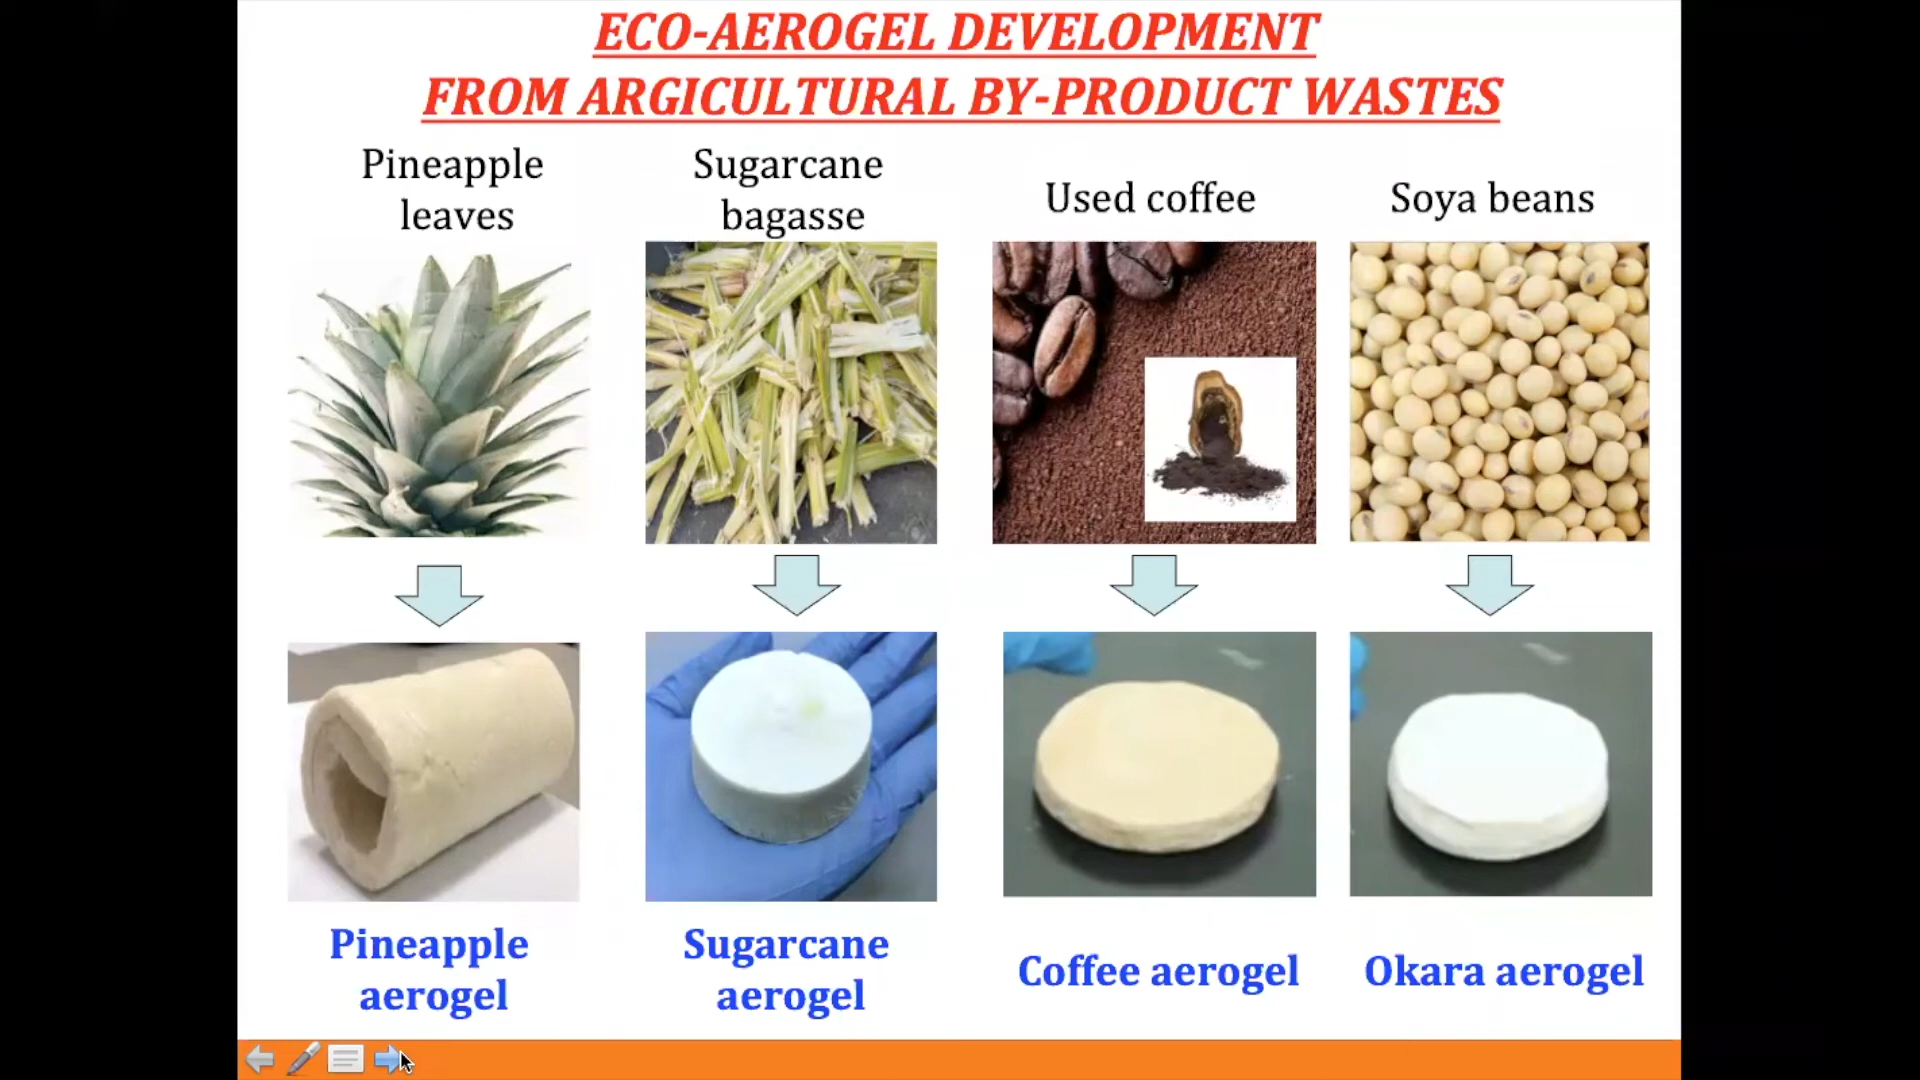 ECO-AEROGEL DEVELOPMENT
FROM ARGICULTURAL BY-PRODUCT WASTES
Pineapple
leaves
Sugarcane
bagasse
Used coffee
Soya beans
Pineapple
aerogel
Sugarcane
aerogel
Coffee aerogel
Okara aerogel